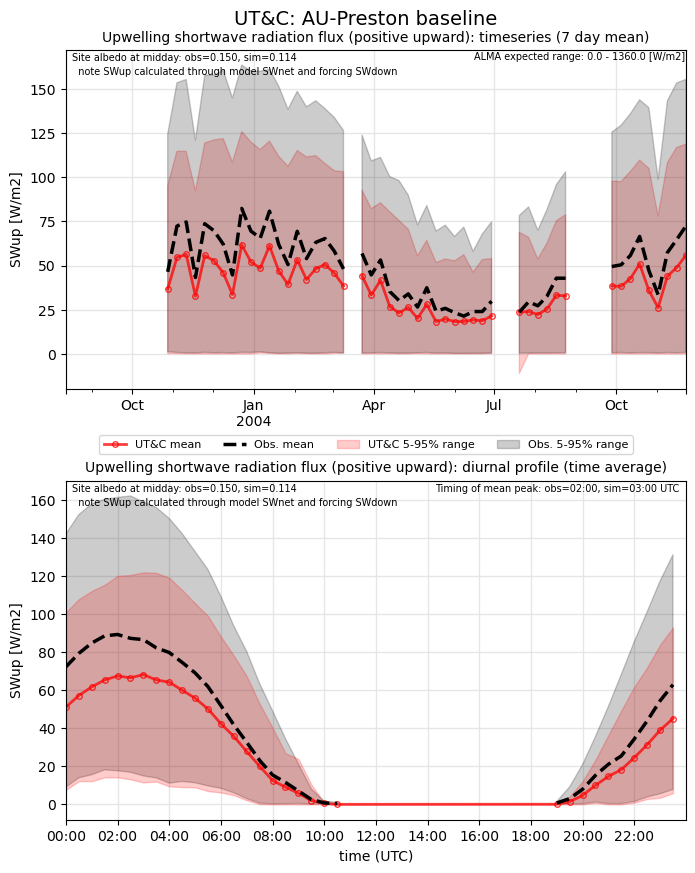 UT&C: AU-Preston baseline
Upwelling shortwave radiation flux (positive upward): timeseries (7 day mean)
Site albedo at midday: obs=0.150, sim=0.114
ALMA expected range: 0.0 - 1360.0 [W/m2]
note SWup calculated through model SWnet and forcing SWdown
SWup [W/m2]
150
125
100
75
50
25
0
Oct Jan Apr Jul Oct
2004
UT&C mean Obs. mean UT&C 5-95% range Obs. 5-95% range
Upwelling shortwave radiation flux (positive upward): diurnal profile (time average)
Site albedo at midday: obs=0.150, sim=0.114
Timing of mean peak: obs=02:00, sim=03:00 UTC
note SWup calculated through model SWnet and forcing SWdown
SWup [W/m2]
160
140
120
100
80
60
40
20
0
00:00 02:00 04:00 06:00 08:00 10:00 12:00 14:00 16:00 18:00 20:00 22:00
time (UTC)